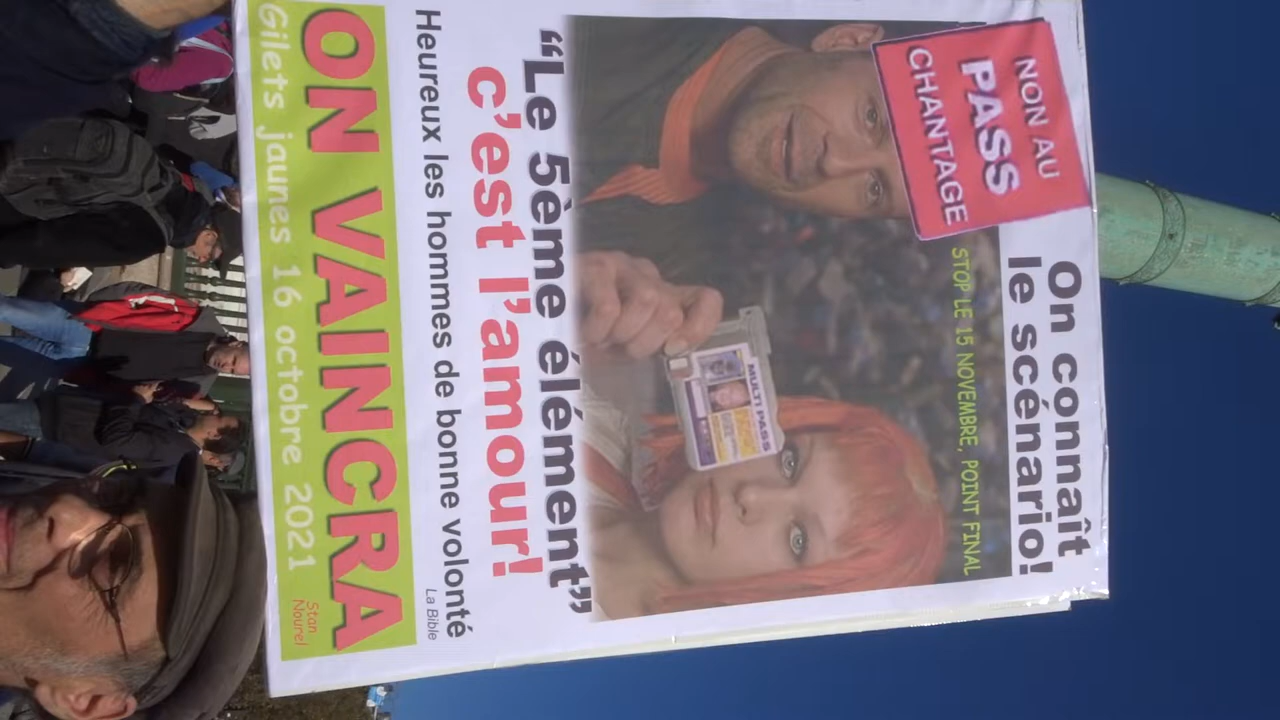 On connaît
le scénario!
NON AU
PASS
CHANTAGE
STOP LE 15 NOVEMBRE, POINT FINAL
MULTI PASS
“Le 5ème élément”
c’est l’amour!
Heureux les hommes de bonne volonté
La Bible
ON VAINCRA
Gilets jaunes 16 octobre 2021
Stan
Nourel